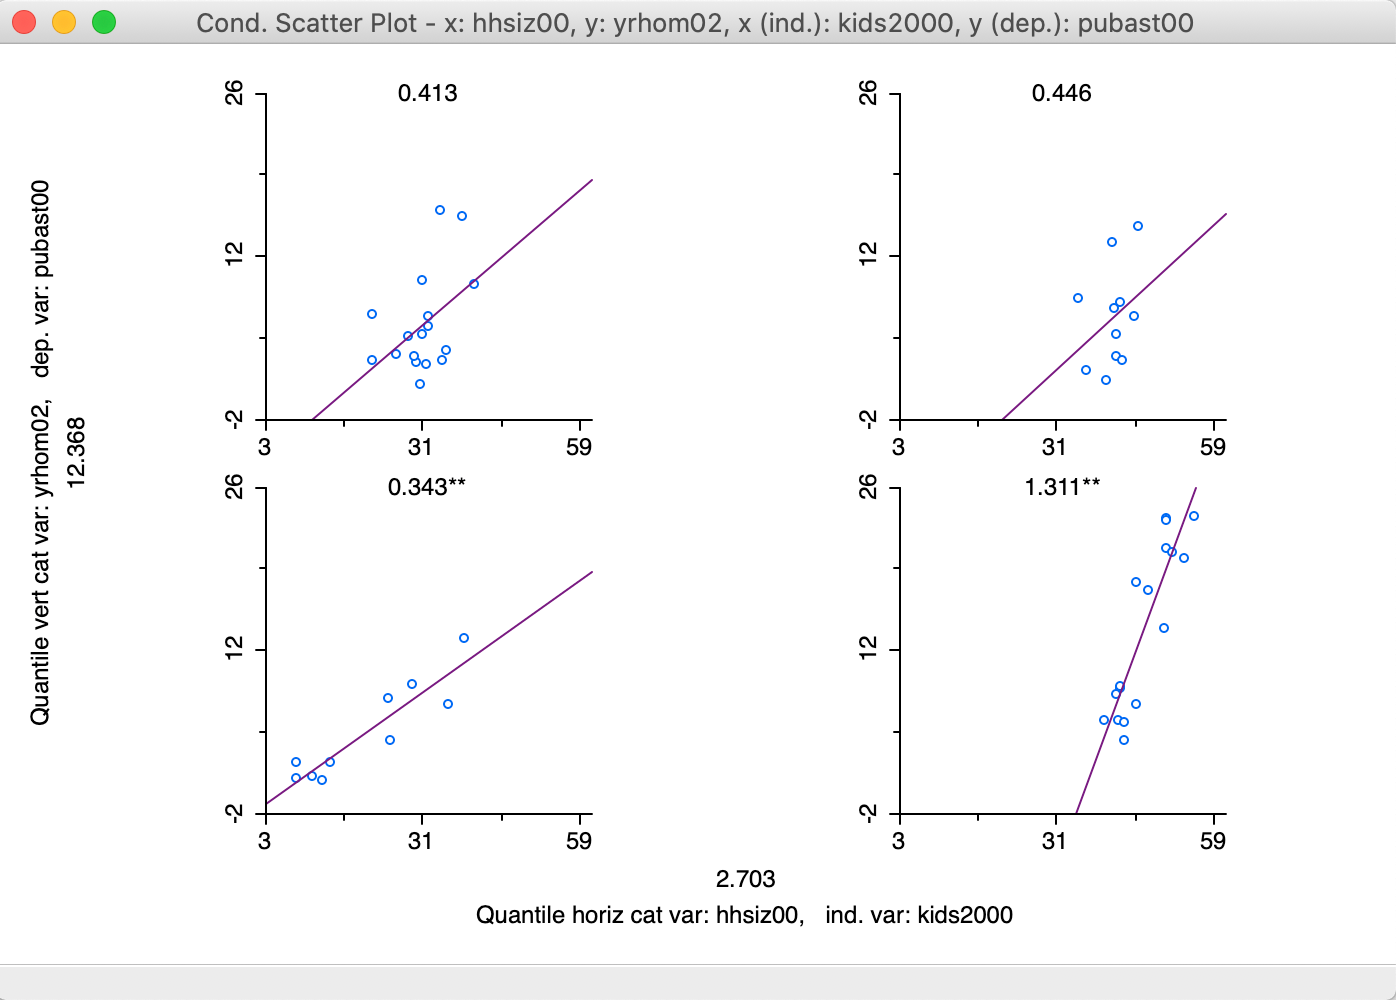 Cond. Scatter Plot - x: hhsiz00, y: yrhom02, x (ind.): kids2000, y (dep.): pubast00
Quantile vert cat var: yrhom02, dep. var: pubast00
12.368
0.413
26
12
-2
3 31 59
0.446
26
12
-2
3 31 59
0.343**
26
12
-2
3 31 59
1.311**
26
12
-2
3 31 59
2.703
Quantile horiz cat var: hhsiz00, ind. var: kids2000